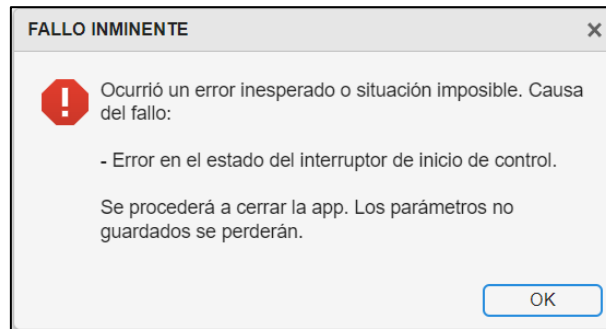 FALLO INMINENTE
Ocurrió un error inesperado o situación imposible. Causa
del fallo:
- Error en el estado del interruptor de inicio de control.
Se procederá a cerrar la app. Los parámetros no
guardados se perderán.
OK